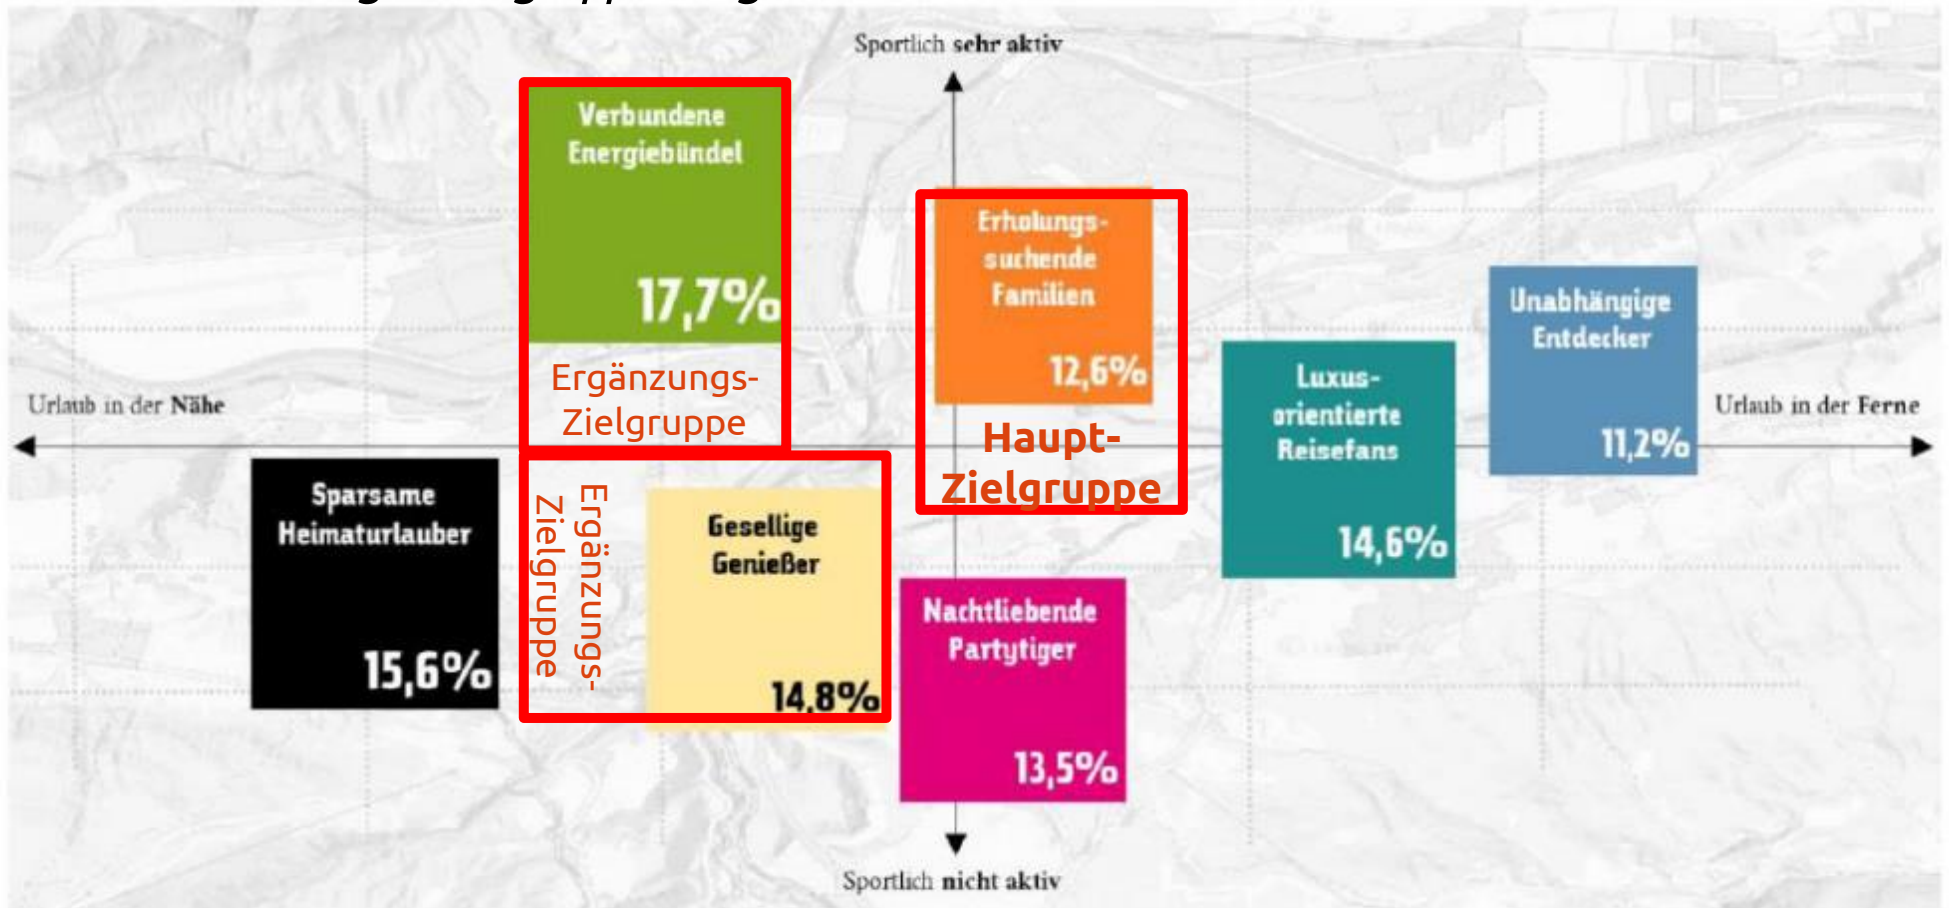 Sportlich sehr aktiv
Verbundene
Energiebündel
17,7%
Ergänzungs-
Zielgruppe
Erholungs-
suchende
Familien
12,6%
Haupt-
Zielgruppe
Unabhängige
Entdecker
11,2%
Luxus-
orientierte
Reisefans
14,6%
Urlaub in der Nähe
Urlaub in der Ferne
Sparsame
Heimaturlauber
15,6%
Ergänzungs-
Zielgruppe
Gesellige
Genießer
14,8%
Nachtliebende
Partytiger
13,5%
Sportlich nicht aktiv